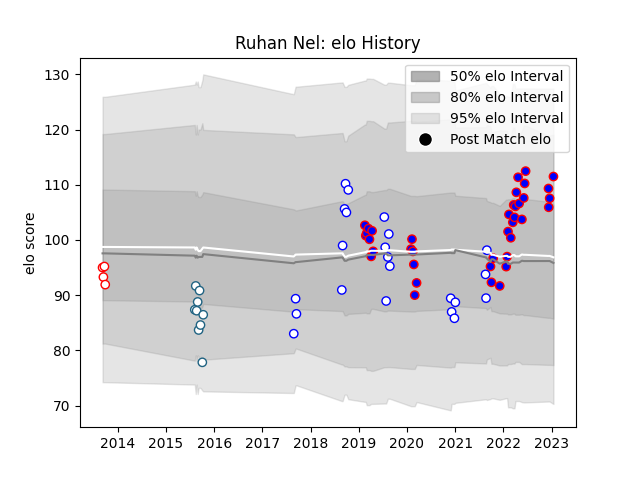 Ruhan Nel: elo History
130
120
110
100
90
80
70
elo score
50% elo Interval
80% elo Interval
95% elo Interval
Post Match elo
2014 2015 2016 2017 2018 2019 2020 2021 2022 2023